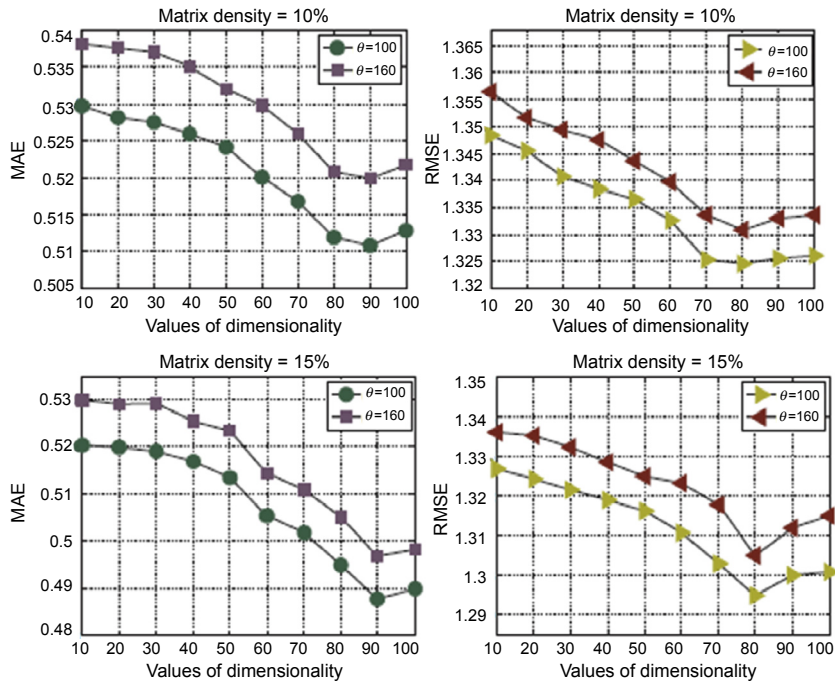 Matrix density = 10%
0.54
0.535
0.53
0.525
0.52
0.515
0.51
0.505
MAE
θ=100
θ=160
10 20 30 40 50 60 70 80 90 100
Values of dimensionality
Matrix density = 10%
1.365
1.36
1.355
1.35
1.345
1.34
1.335
1.33
1.325
1.32
RMSE
θ=100
θ=160
10 20 30 40 50 60 70 80 90 100
Values of dimensionality
Matrix density = 15%
0.53
0.52
0.51
0.5
0.49
0.48
MAE
θ=100
θ=160
10 20 30 40 50 60 70 80 90 100
Values of dimensionality
Matrix density = 15%
1.35
1.34
1.33
1.32
1.31
1.3
1.29
RMSE
θ=100
θ=160
10 20 30 40 50 60 70 80 90 100
Values of dimensionality